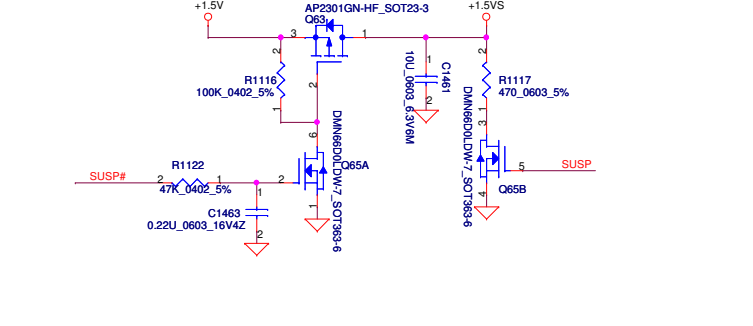 +1.5V
AP2301GN-HF_SOT23-3
Q63
+1.5VS
3
1
2
R1116
100K_0402_5%
1
2
1
C1461
10U_0603_6.3V6M
2
2
R1117
470_0603_5%
1
3
DMN66D0LDW-7_SOT363-6
5
SUSP
Q65B
4
6
DMN66D0LDW-7_SOT363-6
Q65A
2
1
SUSP#
2
R1122
1
47K_0402_5%
1
C1463
0.22U_0603_16V4Z
2